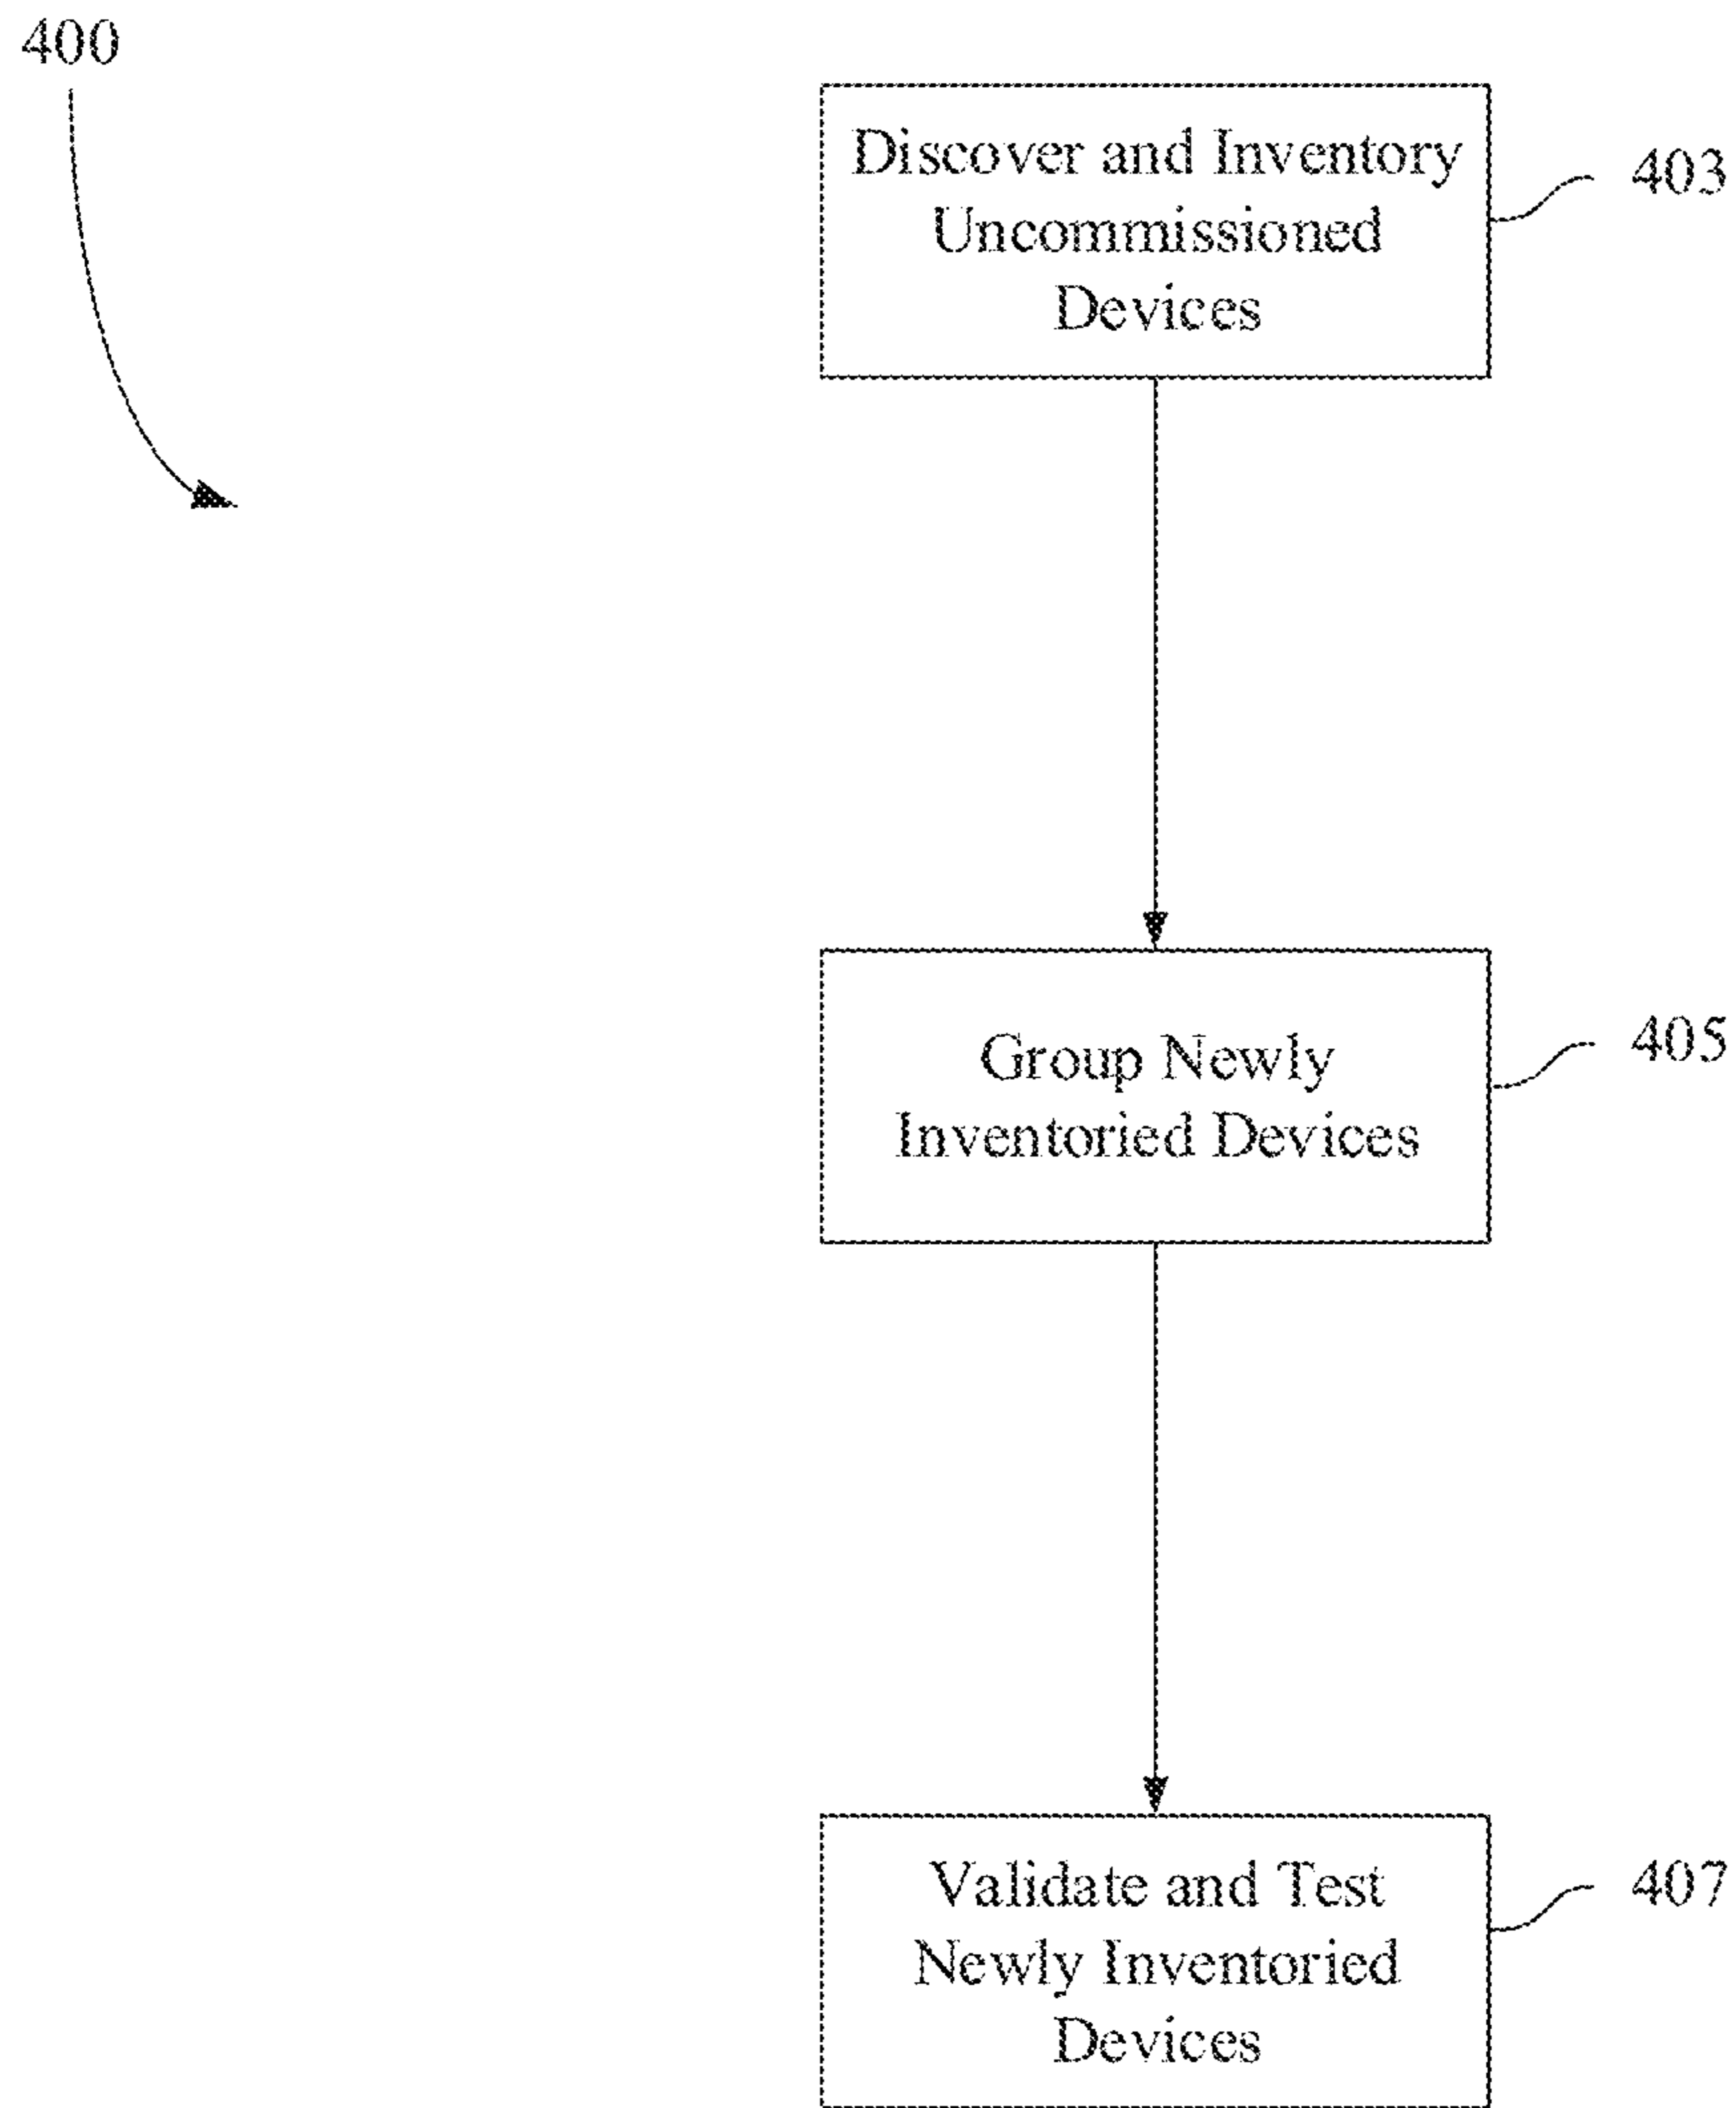 400
Discover and Inventory
Uncommissioned
Devices
403
Group Newly
Inventoried Devices
405
Validate and Test
Newly Inventoried
Devices
407